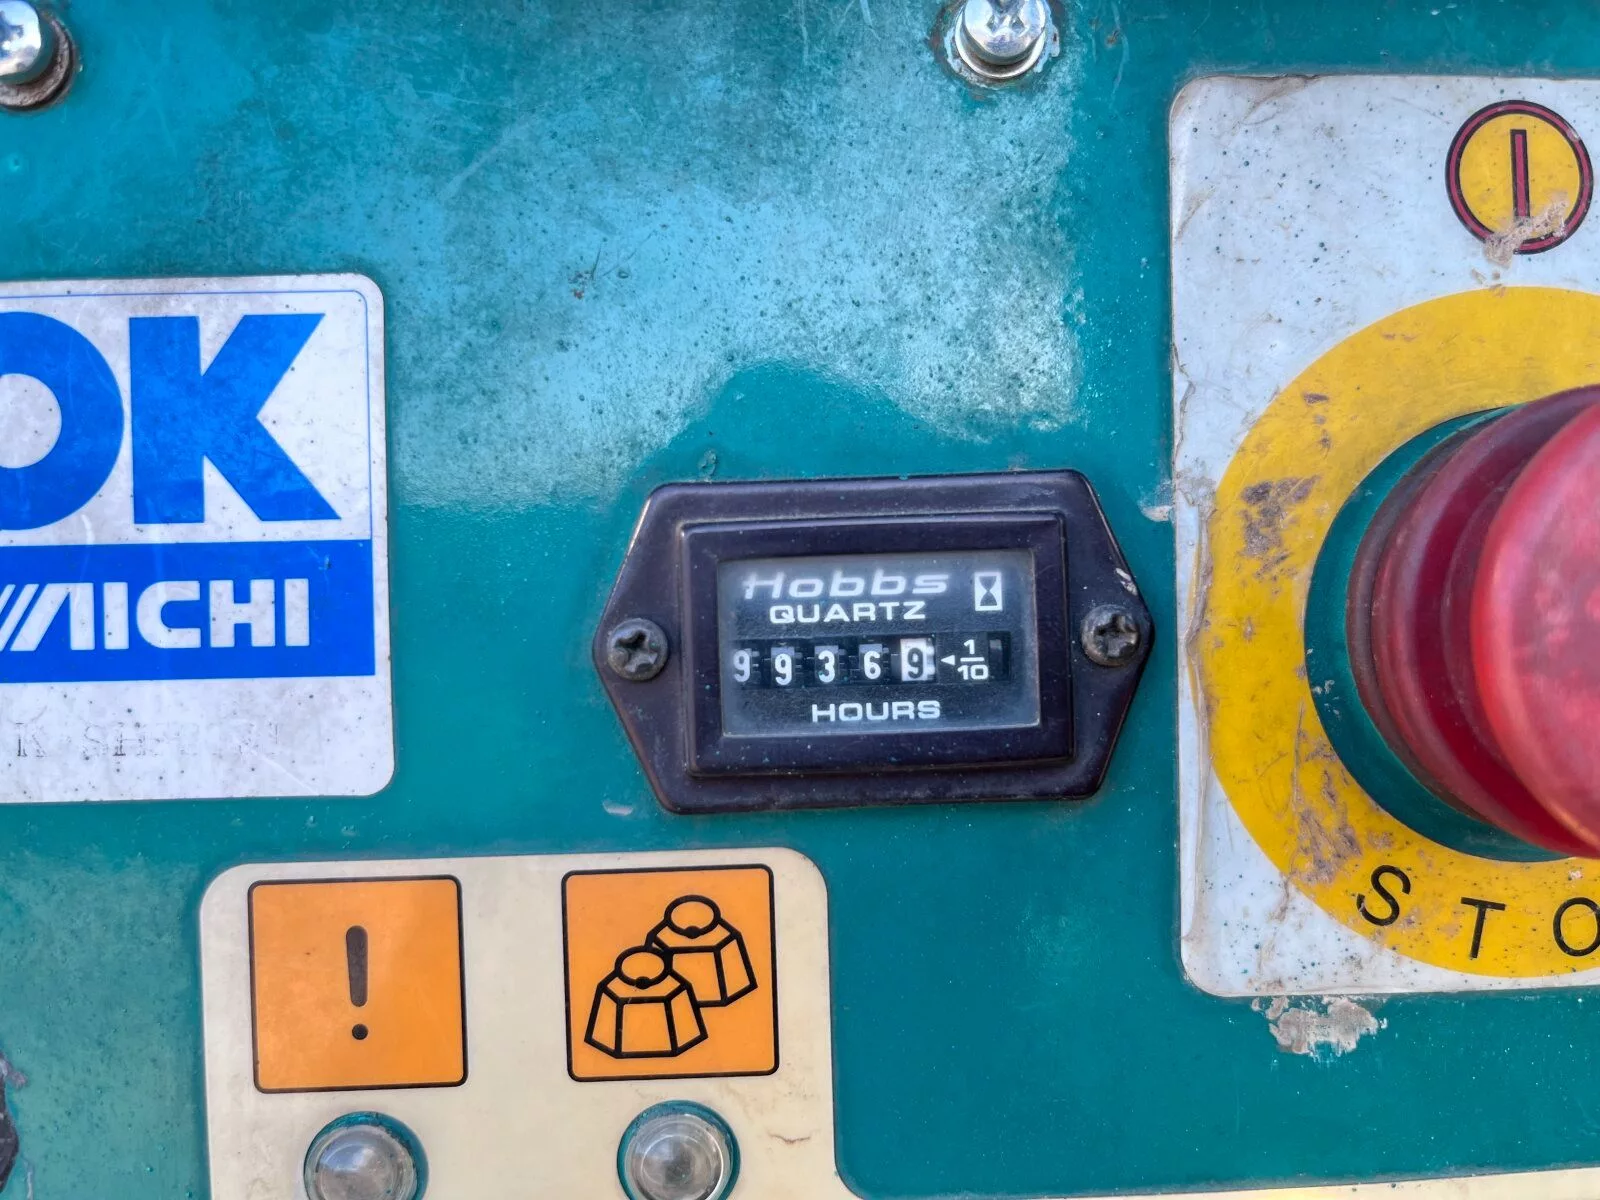 OK
AICHI
Hobbs
QUARTZ
9 9 3 6 9 ◄ 1/10
HOURS
!
STO